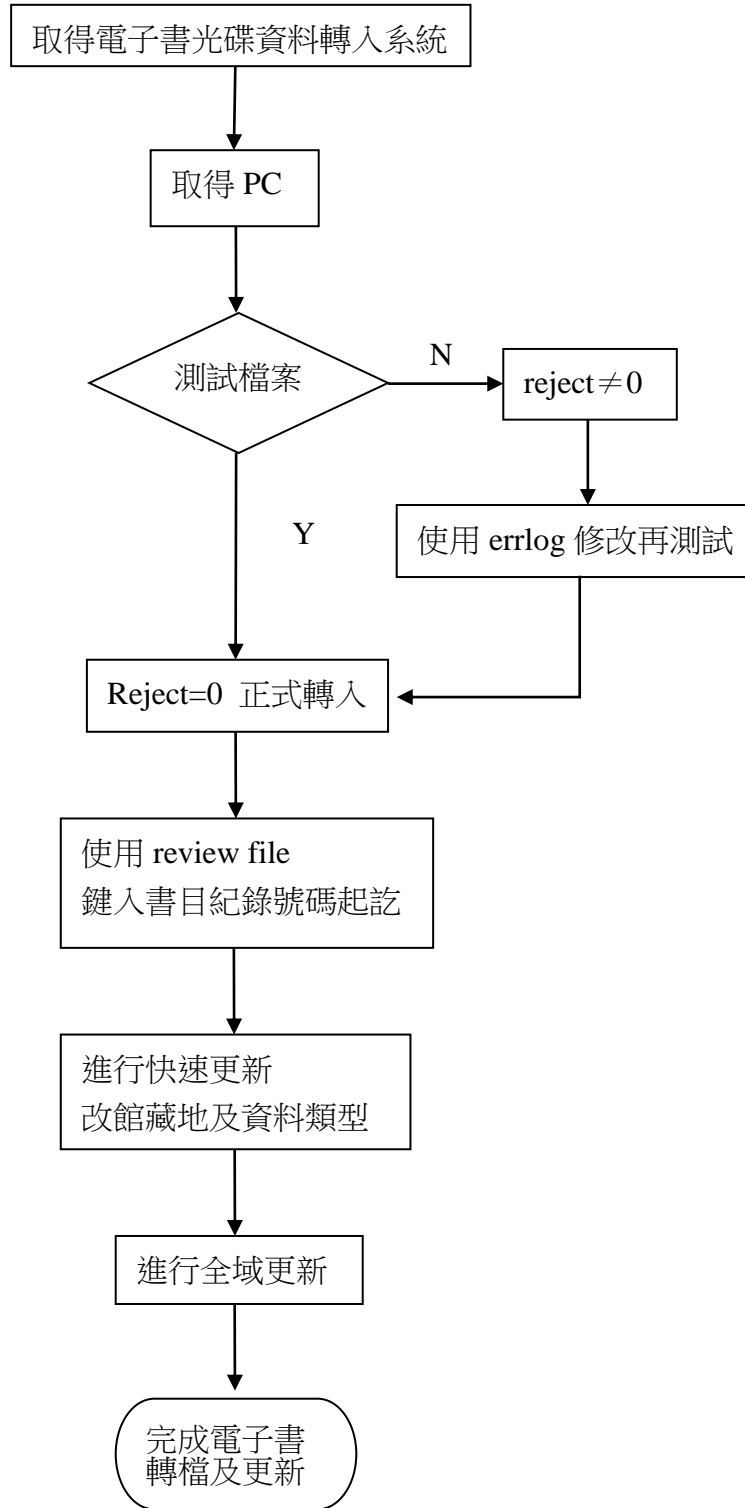 取得電子書光碟資料轉入系統
取得 PC
測試檔案
N
reject≠0
Y
使用 errlog 修改再測試
Reject=0 正式轉入
使用 review file
鍵入書目紀錄號碼起訖
進行快速更新
改館藏地及資料類型
進行全域更新
完成電子書
轉檔及更新